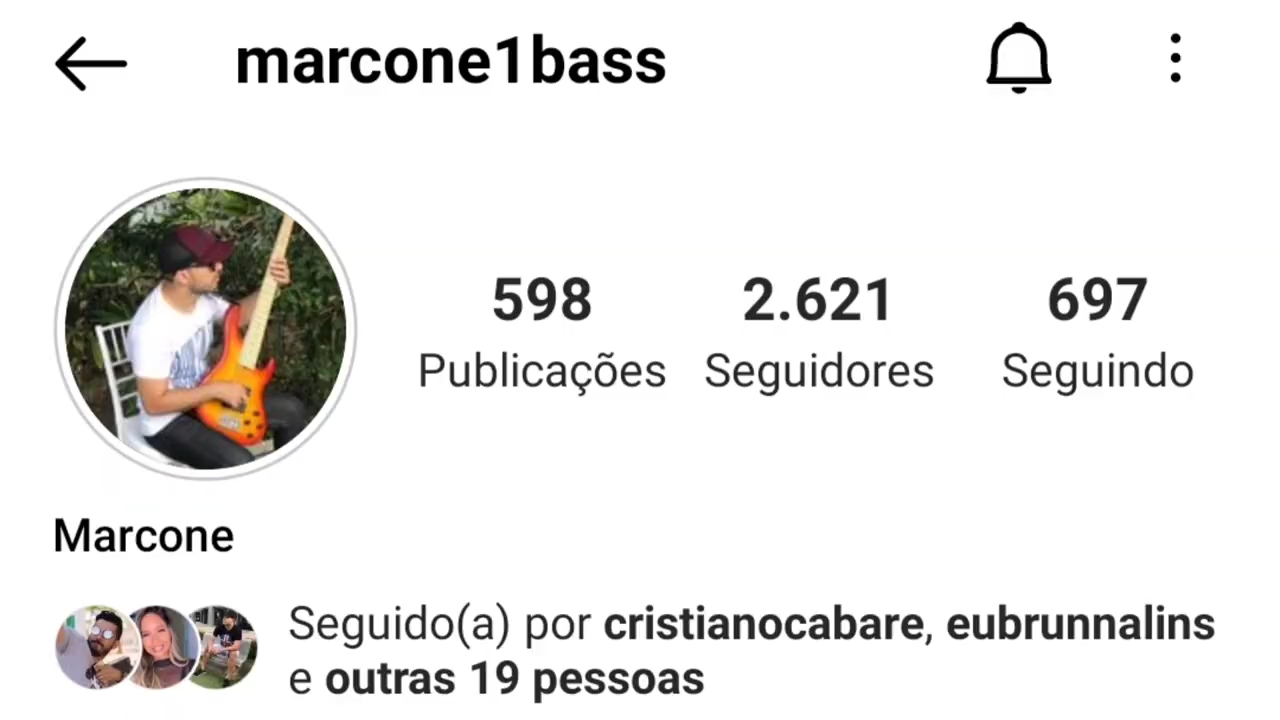 marcone1bass
598 2.621 697
Publicações Seguidores Seguindo
Marcone
Seguido(a) por cristianocabare, eubrunnalins
e outras 19 pessoas